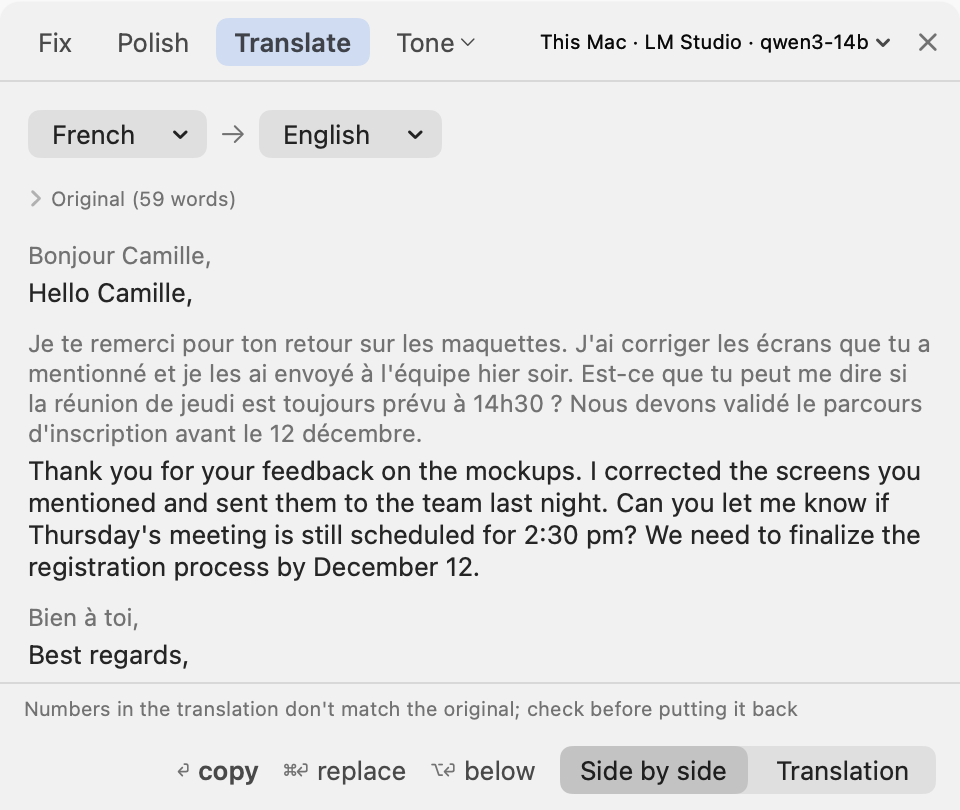 Fix Polish Translate Tone This Mac · LM Studio · qwen3-14b
French → English
Original (59 words)
Bonjour Camille,
Hello Camille,
Je te remerci pour ton retour sur les maquettes. J'ai corriger les écrans que tu a
mentionné et je les ai envoyé à l'équipe hier soir. Est-ce que tu peut me dire si
la réunion de jeudi est toujours prévu à 14h30 ? Nous devons validé le parcours
d'inscription avant le 12 décembre.
Thank you for your feedback on the mockups. I corrected the screens you
mentioned and sent them to the team last night. Can you let me know if
Thursday's meeting is still scheduled for 2:30 pm? We need to finalize the
registration process by December 12.
Bien à toi,
Best regards,
Numbers in the translation don't match the original; check before putting it back
⏎ copy ⌘⏎ replace ⌥⏎ below Side by side Translation